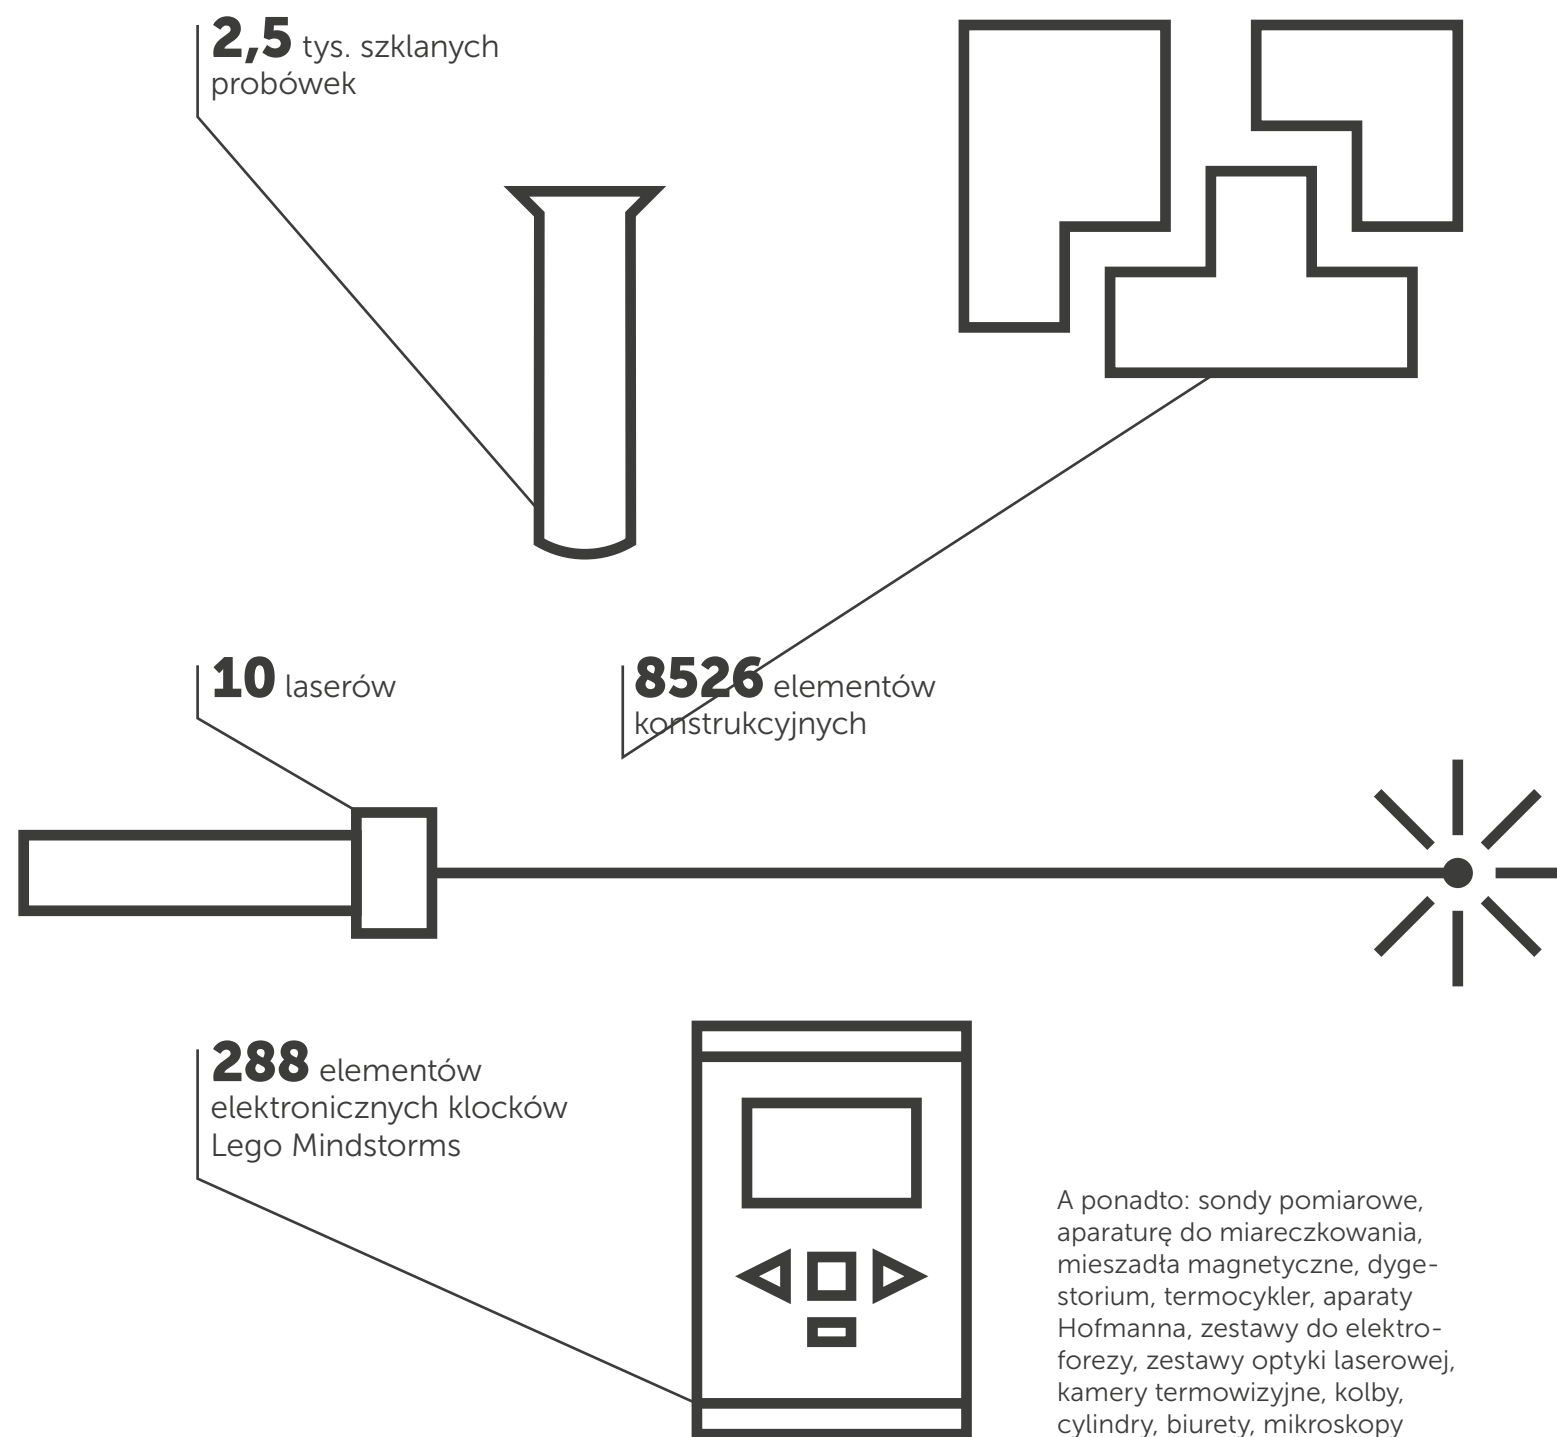 2,5 tys. szklanych
probówek
10 laserów
8526 elementów
konstrukcyjnych
288 elementów
elektronicznych klocków
Lego Mindstorms
A ponadto: sondy pomiarowe,
aparaturę do miareczkowania,
mieszadła magnetyczne, dyge-
storium, termocykler, aparaty
Hofmanna, zestawy do elektro-
forezy, zestawy optyki laserowej,
kamery termowizyjne, kolby,
cylindry, biurety, mikroskopy